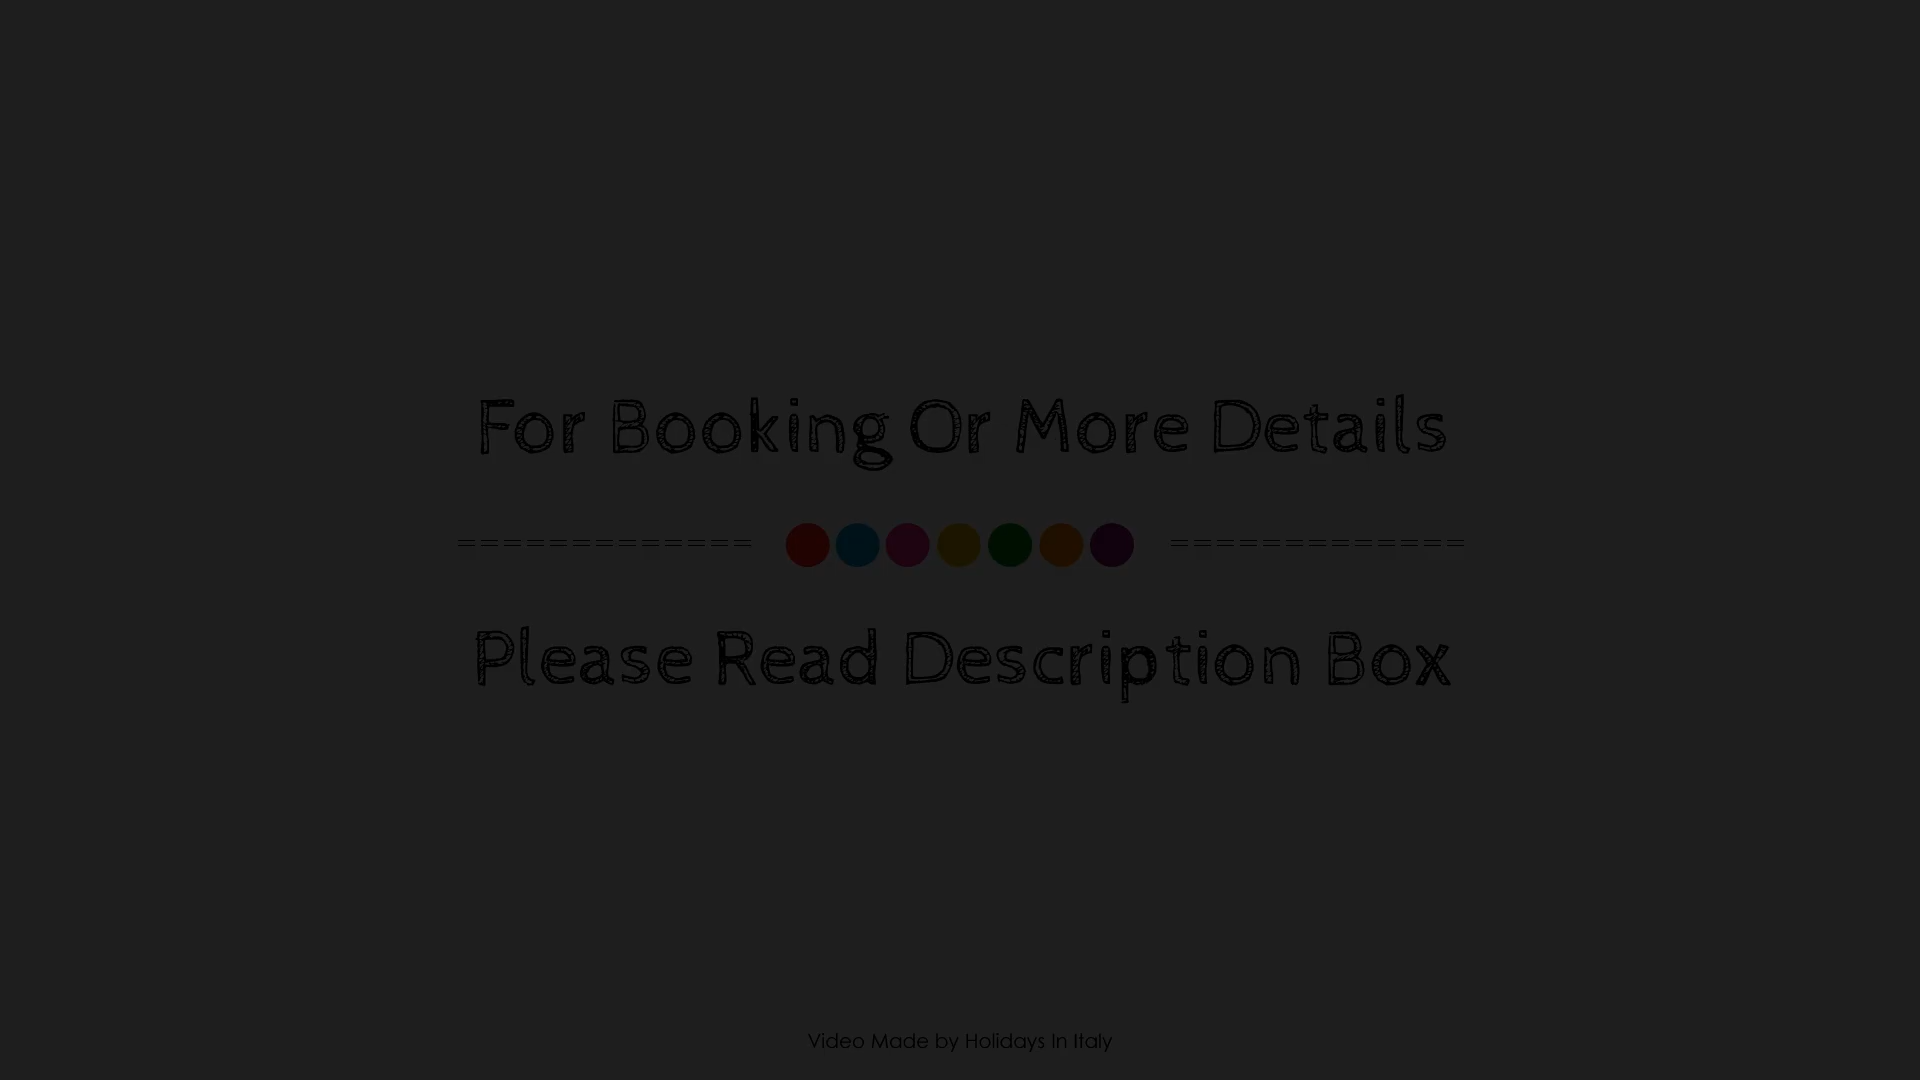 For Booking Or More Details
============= =============
Please Read Description Box
Video Made by Holidays In Italy